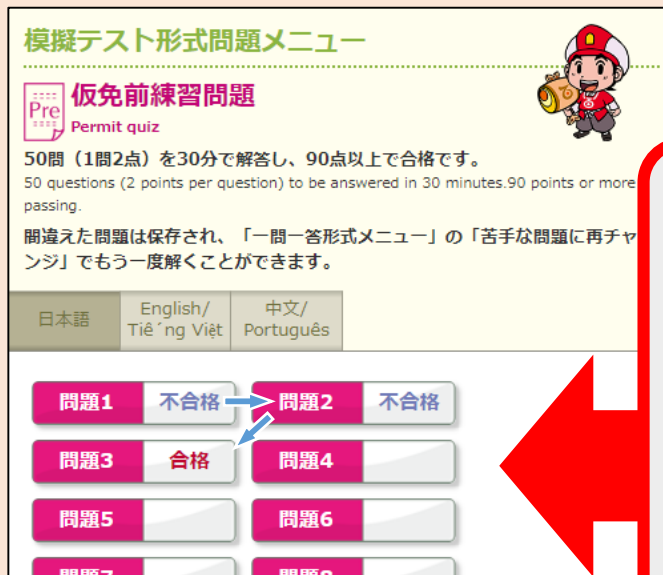 模擬テスト形式問題メニュー
Pre
仮免前練習問題
Permit quiz
50問（1問2点）を30分で解答し、90点以上で合格です。
50 questions (2 points per question) to be answered in 30 minutes.90 points or more
passing.
間違えた問題は保存され、「一問一答形式メニュー」の「苦手な問題に再チャ
ンジ」でもう一度解くことができます。
日本語
English/
Tiê´ng Việt
中文/
Português
問題1 不合格 問題2 不合格
問題3 合格 問題4
問題5 問題6
問題7 問題8